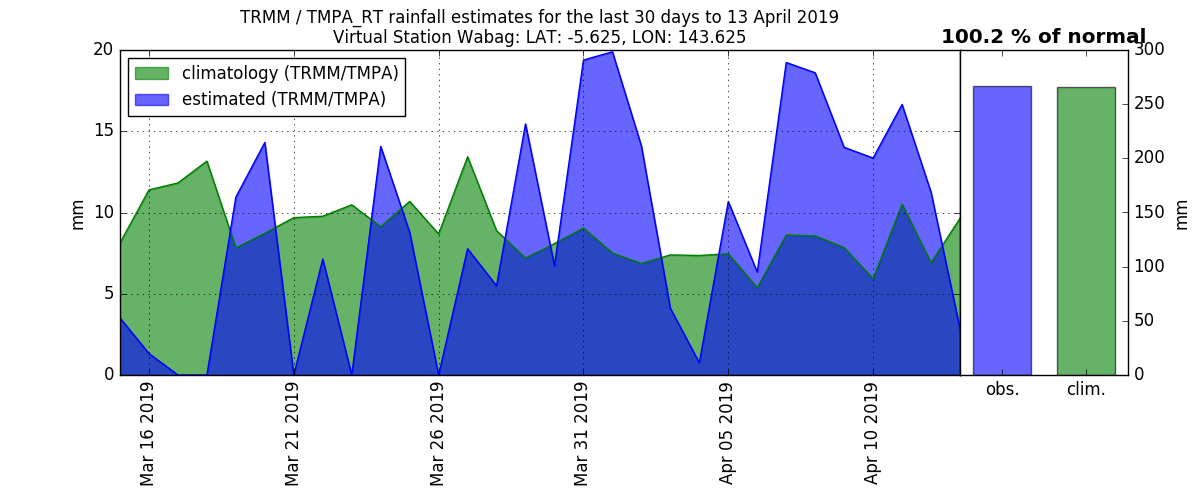 TRMM / TMPA_RT rainfall estimates for the last 30 days to 13 April 2019
Virtual Station Wabag: LAT: -5.625, LON: 143.625
100.2 % of normal
climatology (TRMM/TMPA)
estimated (TRMM/TMPA)
20
15
10
5
0
mm
300
250
200
150
100
50
0
mm
Mar 16 2019
Mar 21 2019
Mar 26 2019
Mar 31 2019
Apr 05 2019
Apr 10 2019
obs.
clim.